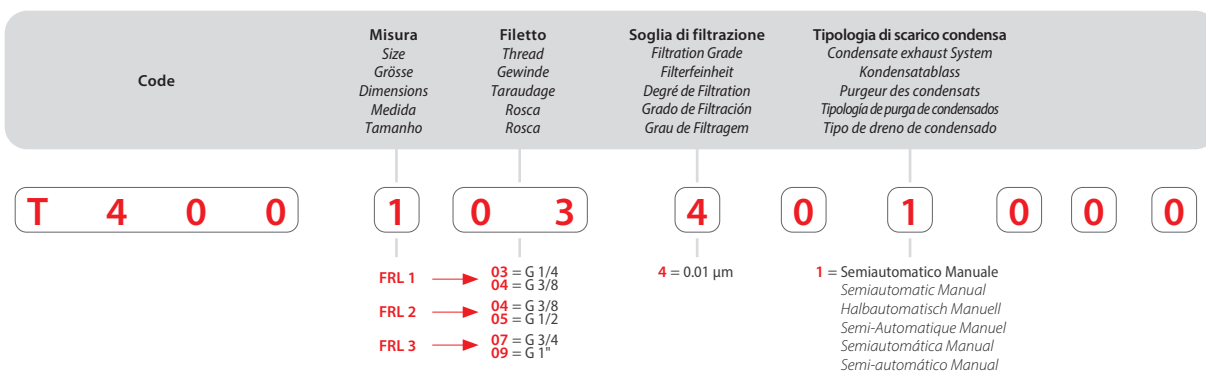 Code
Misura
Size
Grösse
Dimensions
Medida
Tamanho
Filetto
Thread
Gewinde
Taraudage
Rosca
Rosca
Soglia di filtrazione
Filtration Grade
Filterfeinheit
Degré de Filtration
Grado de Filtración
Grau de Filtragem
Tipologia di scarico condensa
Condensate exhaust System
Kondensatablass
Purgeur des condensats
Tipología de purga de condensados
Tipo de dreno de condensado
T 4 0 0 1 0 3 4 0 1 0 0 0
FRL 1
03 = G 1/4
04 = G 3/8
FRL 2
04 = G 3/8
05 = G 1/2
FRL 3
07 = G 3/4
09 = G 1"
4 = 0.01 µm
1 = Semiautomatico Manuale
Semiautomatic Manual
Halbautomatisch Manuell
Semi-Automatique Manuel
Semiautomática Manual
Semi-automático Manual